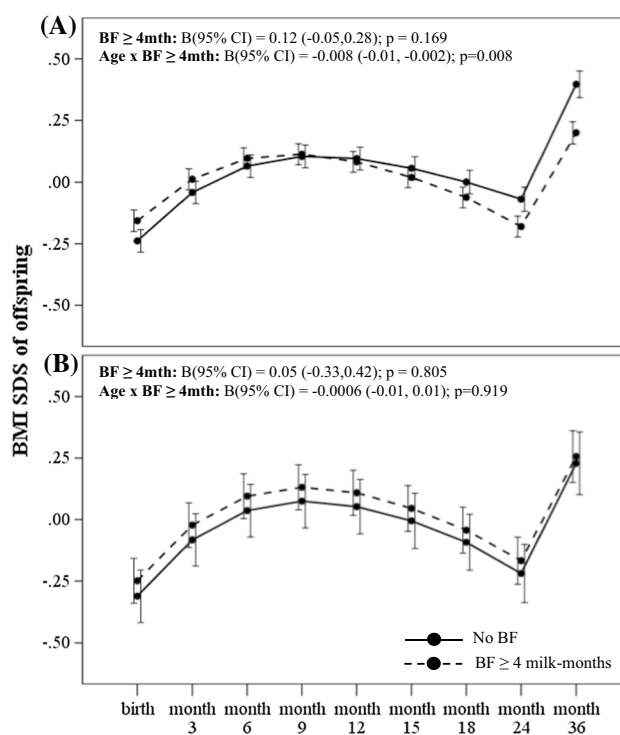 (A)
BF ≥ 4mth: B(95% CI) = 0.12 (-0.05,0.28); p = 0.169
Age x BF ≥ 4mth: B(95% CI) = -0.008 (-0.01, -0.002); p=0.008
.50
.25
.00
-.25
-.50
BMI SDS of offspring
(B)
BF ≥ 4mth: B(95% CI) = 0.05 (-0.33,0.42); p = 0.805
Age x BF ≥ 4mth: B(95% CI) = -0.0006 (-0.01, 0.01); p=0.919
.50
.25
.00
-.25
-.50
No BF
BF ≥ 4 milk-months
birth month month month month month month month month
3 6 9 12 15 18 24 36